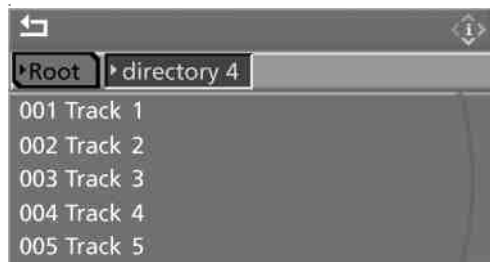 Root directory 4
001 Track 1
002 Track 2
003 Track 3
004 Track 4
005 Track 5